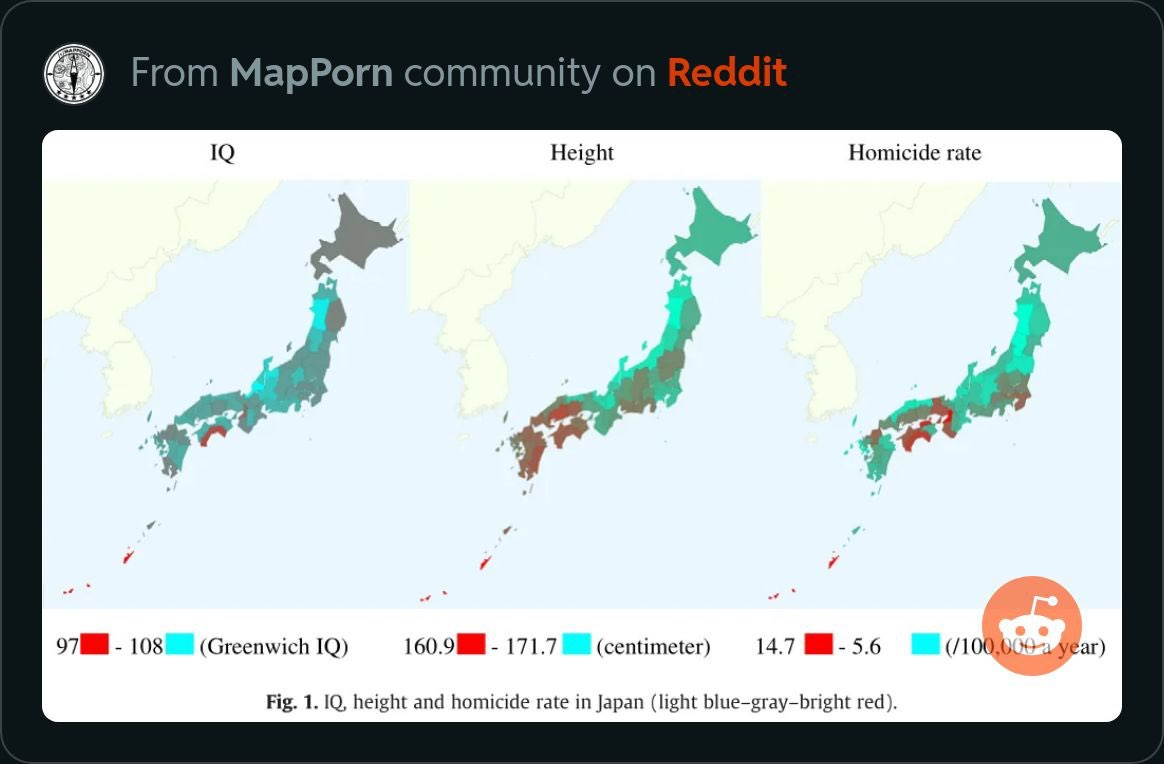 From MapPorn community on Reddit
MAPPORN
IQ Height Homicide rate
97 - 108 (Greenwich IQ) 160.9 - 171.7 (centimeter) 14.7 - 5.6 (/100,000 a year)
Fig. 1. IQ, height and homicide rate in Japan (light blue–gray–bright red).